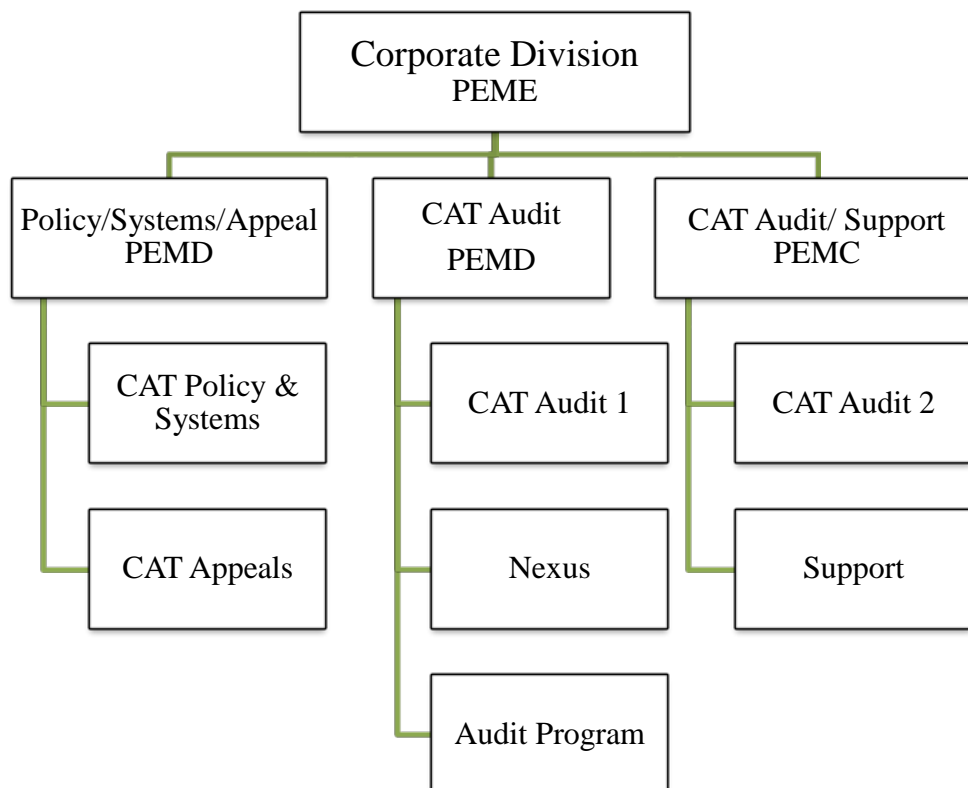 Corporate Division
PEME
Policy/Systems/Appeal
PEMD
CAT Audit
PEMD
CAT Audit/ Support
PEMC
CAT Policy &
Systems
CAT Audit 1
CAT Audit 2
CAT Appeals
Nexus
Support
Audit Program